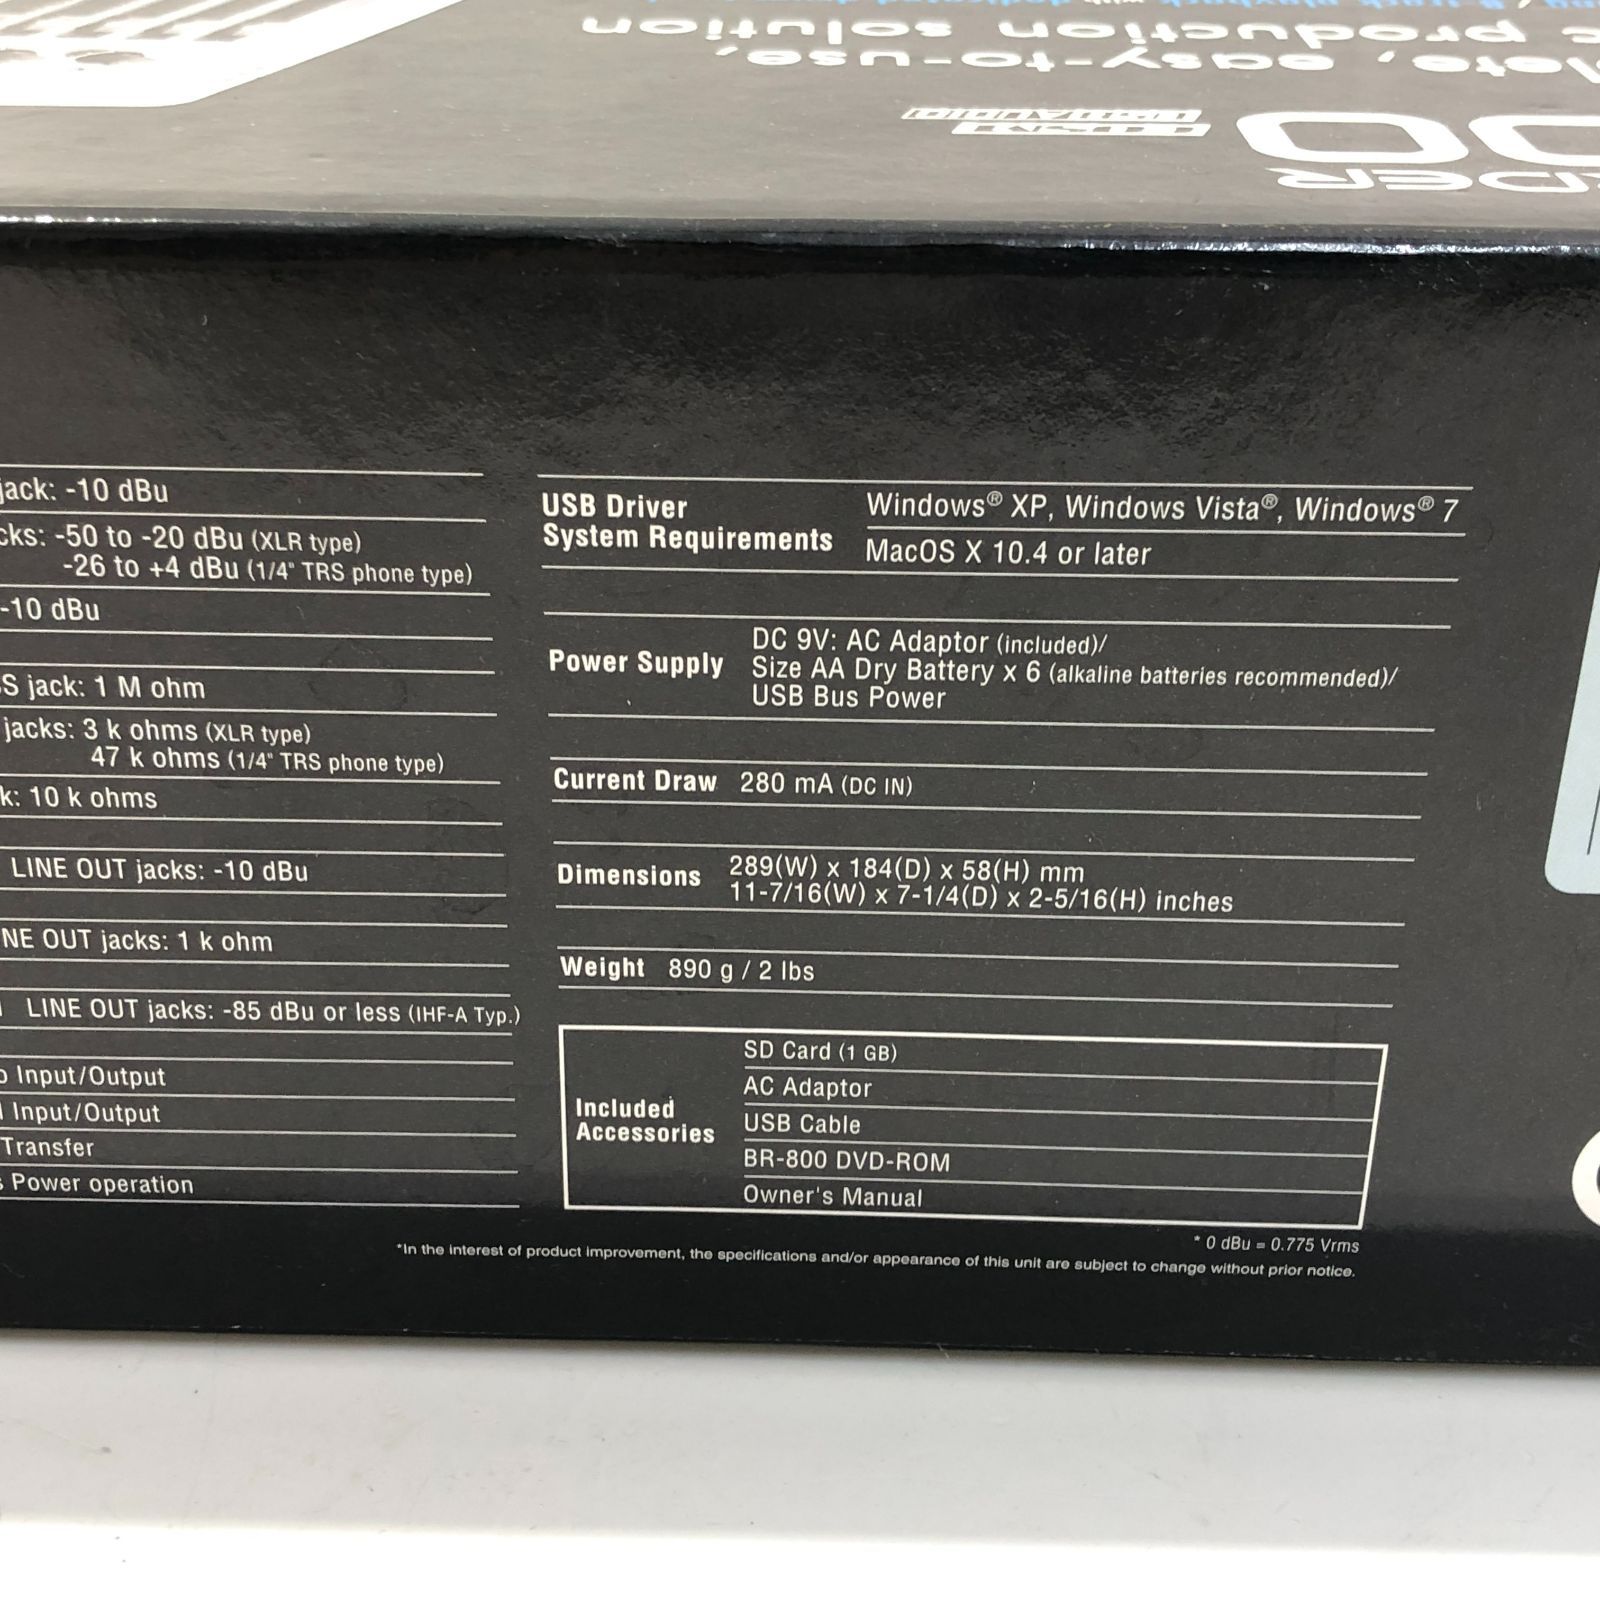 c production solution
easy-to-use,
jack: -10 dBu
cks: -50 to -20 dBu (XLR type)
-26 to +4 dBu (1/4" TRS phone type)
-10 dBu
S jack: 1 M ohm
jacks: 3 k ohms (XLR type)
47 k ohms (1/4" TRS phone type)
k: 10 k ohms
LINE OUT jacks: -10 dBu
NE OUT jacks: 1 k ohm
LINE OUT jacks: -85 dBu or less (IHF-A Typ.)
o Input/Output
Input/Output
Transfer
s Power operation
USB Driver
System Requirements
Windows® XP, Windows Vista®, Windows® 7
MacOS X 10.4 or later
Power Supply
DC 9V: AC Adaptor (included)/
Size AA Dry Battery x 6 (alkaline batteries recommended)/
USB Bus Power
Current Draw 280 mA (DC IN)
Dimensions
289(W) x 184(D) x 58(H) mm
11-7/16(W) x 7-1/4(D) x 2-5/16(H) inches
Weight 890 g / 2 lbs
Included
Accessories
SD Card (1 GB)
AC Adaptor
USB Cable
BR-800 DVD-ROM
Owner's Manual
* 0 dBu = 0.775 Vrms
*In the interest of product improvement, the specifications and/or appearance of this unit are subject to change without prior notice.